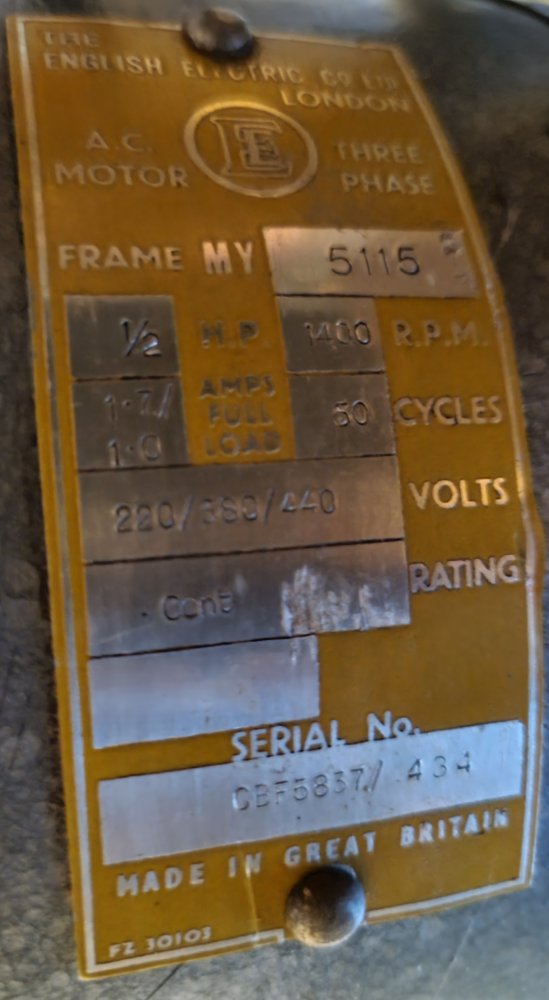 THE
ENGLISH ELECTRIC CO LTD.
LONDON
A.C. MOTOR
E
THREE PHASE
FRAME MY 5115
1/2 H.P. 1400 R.P.M.
1·7/ 1·0 AMPS FULL LOAD 50 CYCLES
220/380/440 VOLTS
Cont RATING
SERIAL No.
CBF5837/ 434
MADE IN GREAT BRITAIN
FZ 30103